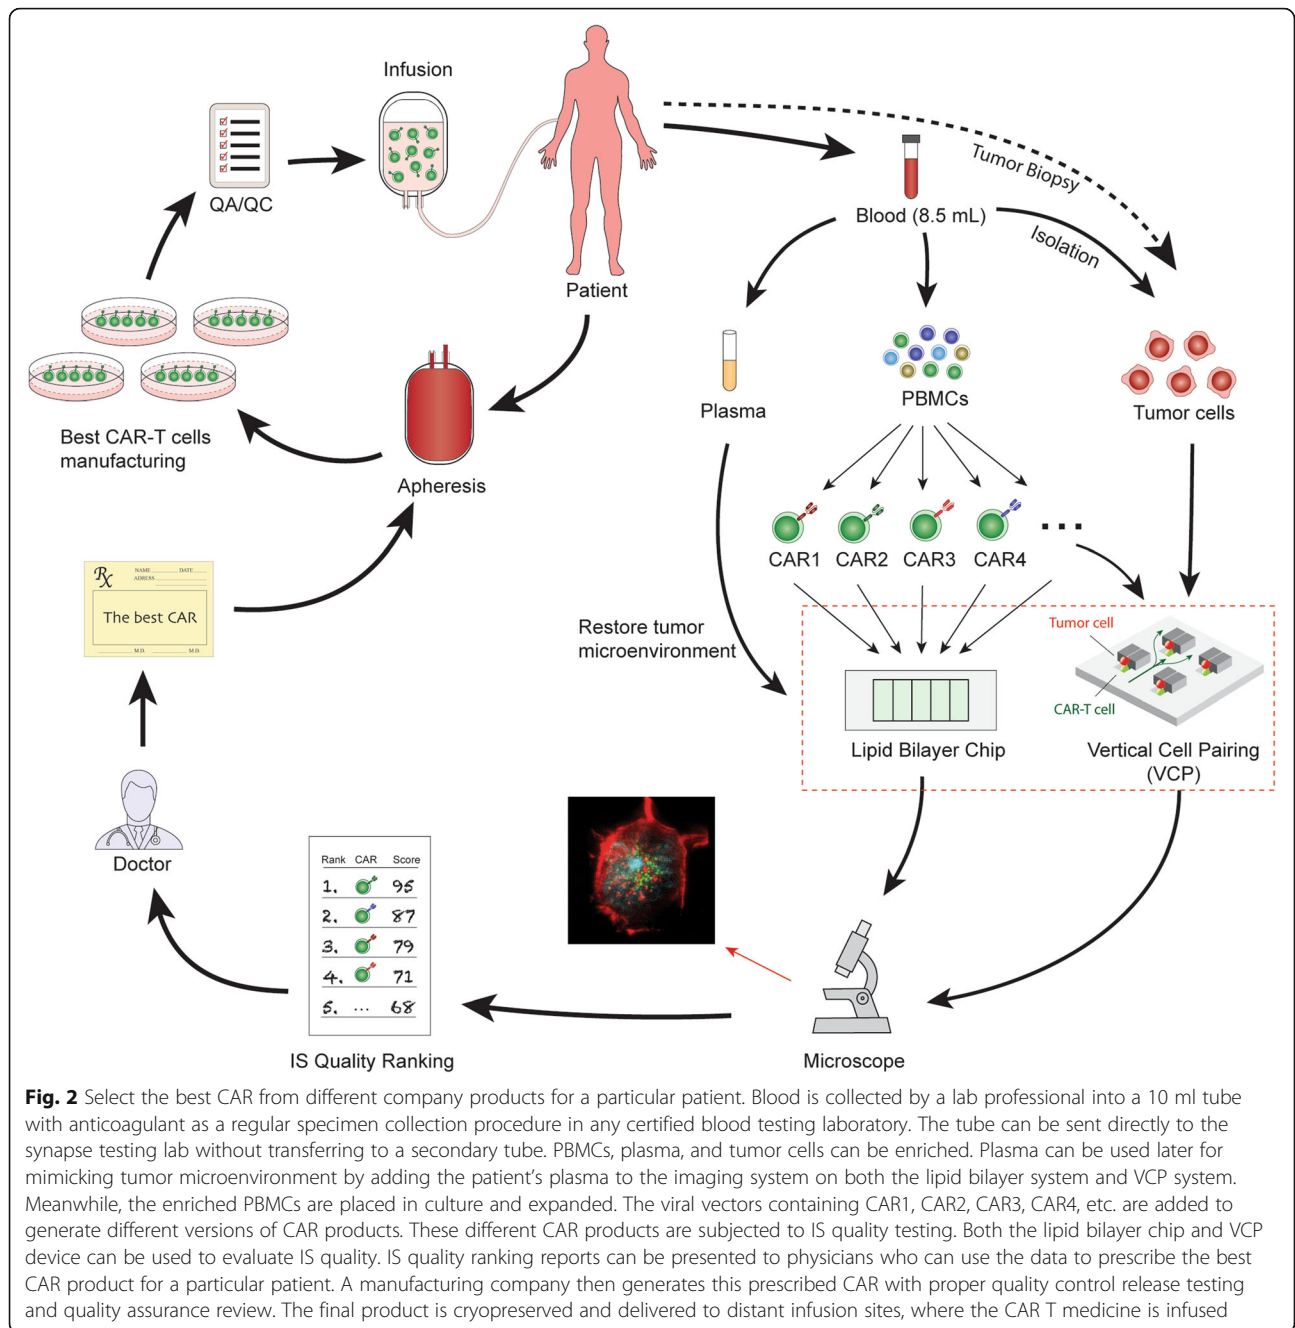 Infusion
QA/QC
Tumor Biopsy
Blood (8.5 mL)
Isolation
Patient
Plasma
PBMCs
Tumor cells
Best CAR-T cells
manufacturing
Apheresis
CAR1 CAR2 CAR3 CAR4
...
Rx
NAME DATE
ADRESA
The best CAR
M.D. M.D.
Restore tumor
microenvironment
Tumor cell
CAR-T cell
Lipid Bilayer Chip
Vertical Cell Pairing
(VCP)
Doctor
Rank CAR Score
1. 95
2. 87
3. 79
4. 71
5. ... 68
IS Quality Ranking
Microscope
Fig. 2 Select the best CAR from different company products for a particular patient. Blood is collected by a lab professional into a 10 ml tube
with anticoagulant as a regular specimen collection procedure in any certified blood testing laboratory. The tube can be sent directly to the
synapse testing lab without transferring to a secondary tube. PBMCs, plasma, and tumor cells can be enriched. Plasma can be used later for
mimicking tumor microenvironment by adding the patient's plasma to the imaging system on both the lipid bilayer system and VCP system.
Meanwhile, the enriched PBMCs are placed in culture and expanded. The viral vectors containing CAR1, CAR2, CAR3, CAR4, etc. are added to
generate different versions of CAR products. These different CAR products are subjected to IS quality testing. Both the lipid bilayer chip and VCP
device can be used to evaluate IS quality. IS quality ranking reports can be presented to physicians who can use the data to prescribe the best
CAR product for a particular patient. A manufacturing company then generates this prescribed CAR with proper quality control release testing
and quality assurance review. The final product is cryopreserved and delivered to distant infusion sites, where the CAR T medicine is infused